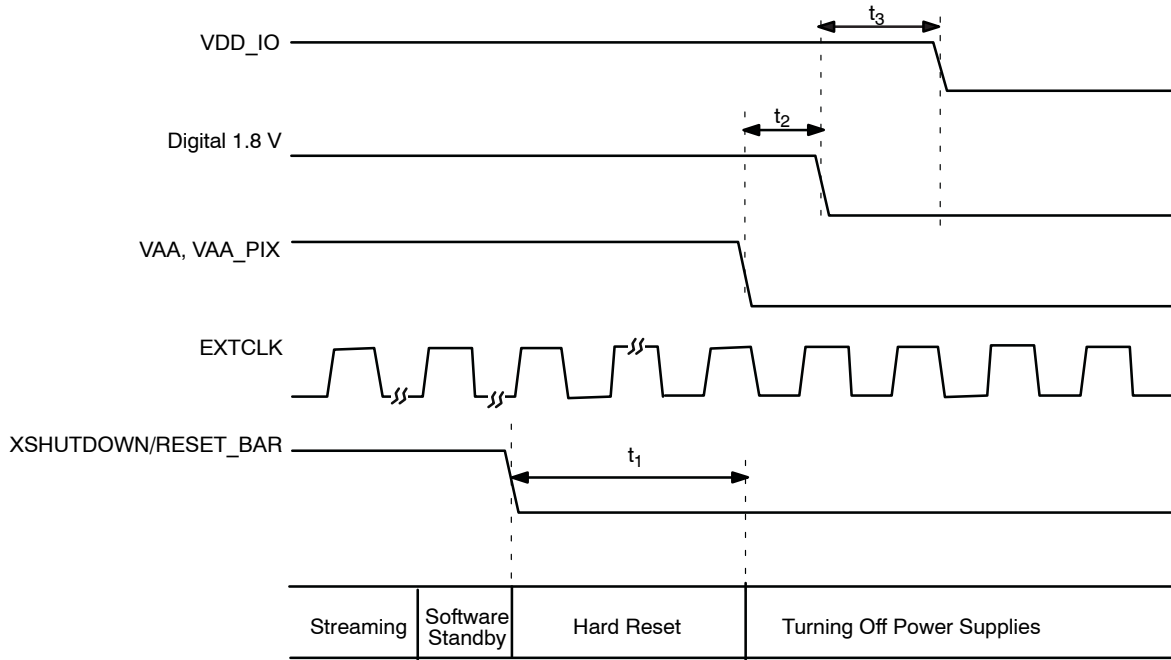 t3
VDD_IO
t2
Digital 1.8 V
VAA, VAA_PIX
EXTCLK
XSHUTDOWN/RESET_BAR
t1
Streaming
Software
Standby
Hard Reset
Turning Off Power Supplies